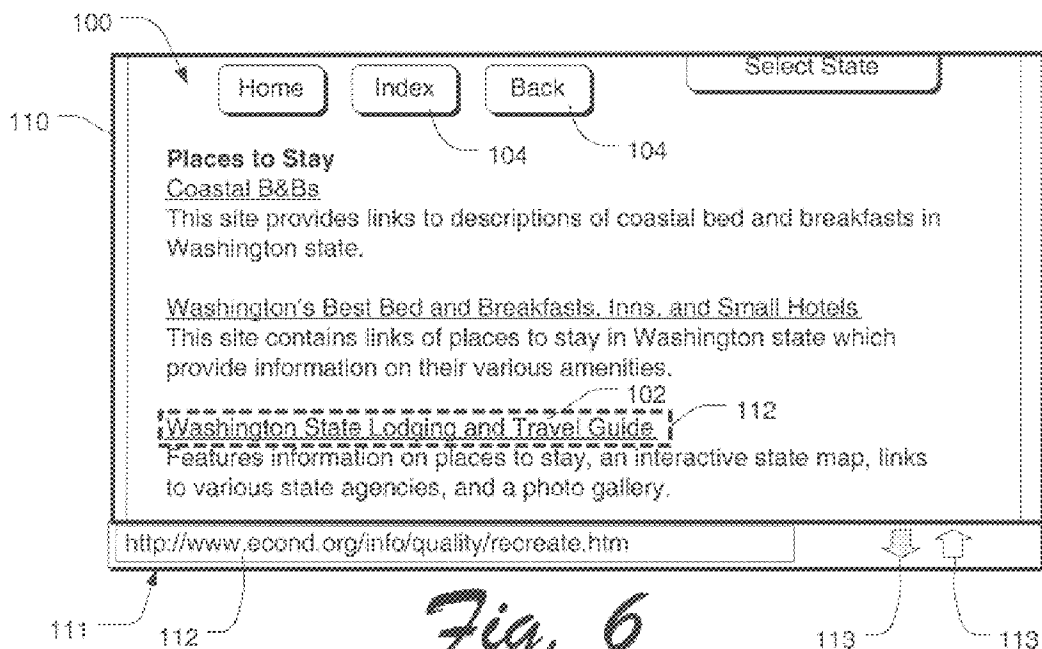 100
Select State
Home Index Back
110
104 104
Places to Stay
Coastal B&Bs
This site provides links to descriptions of coastal bed and breakfasts in
Washington state.
Washington's Best Bed and Breakfasts, Inns, and Small Hotels
This site contains links of places to stay in Washington state which
provide information on their various amenities.
102
112
Washington State Lodging and Travel Guide
Features information on places to stay, an interactive state map, links
to various state agencies, and a photo gallery.
http://www.econd.org/info/quality/recreate.htm
111 112 113 113
Fig. 6